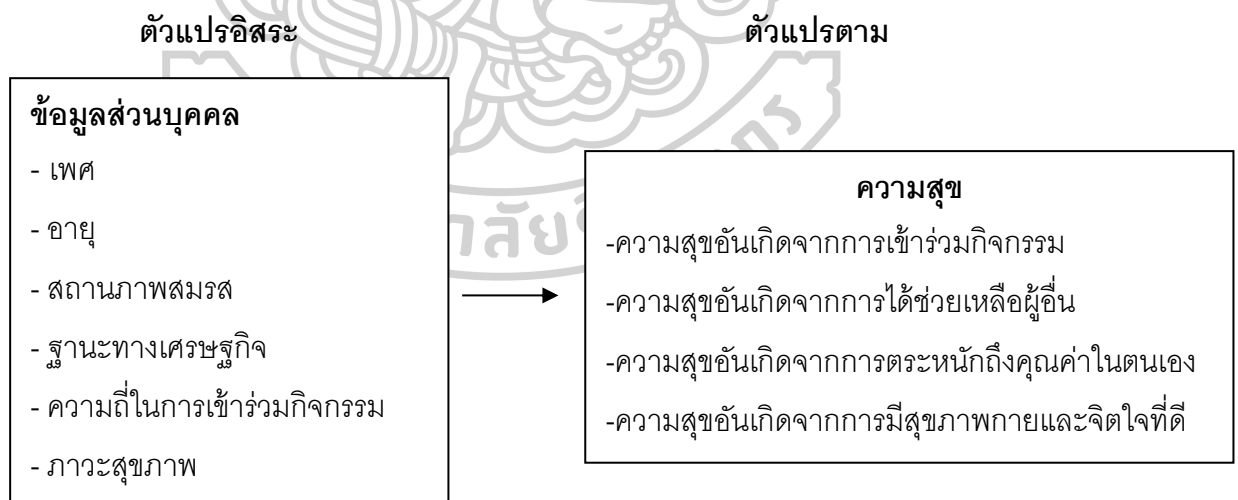 ตัวแปรอิสระ
ตัวแปรตาม
ข้อมูลส่วนบุคคล
- เพศ
- อายุ
- สถานภาพสมรส
- ฐานะทางเศรษฐกิจ
- ความถี่ในการเข้าร่วมกิจกรรม
- ภาวะสุขภาพ
ความสุข
-ความสุขอันเกิดจากการเข้าร่วมกิจกรรม
-ความสุขอันเกิดจากการได้ช่วยเหลือผู้อื่น
-ความสุขอันเกิดจากการตระหนักถึงคุณค่าในตนเอง
-ความสุขอันเกิดจากการมีสุขภาพกายและจิตใจที่ดี